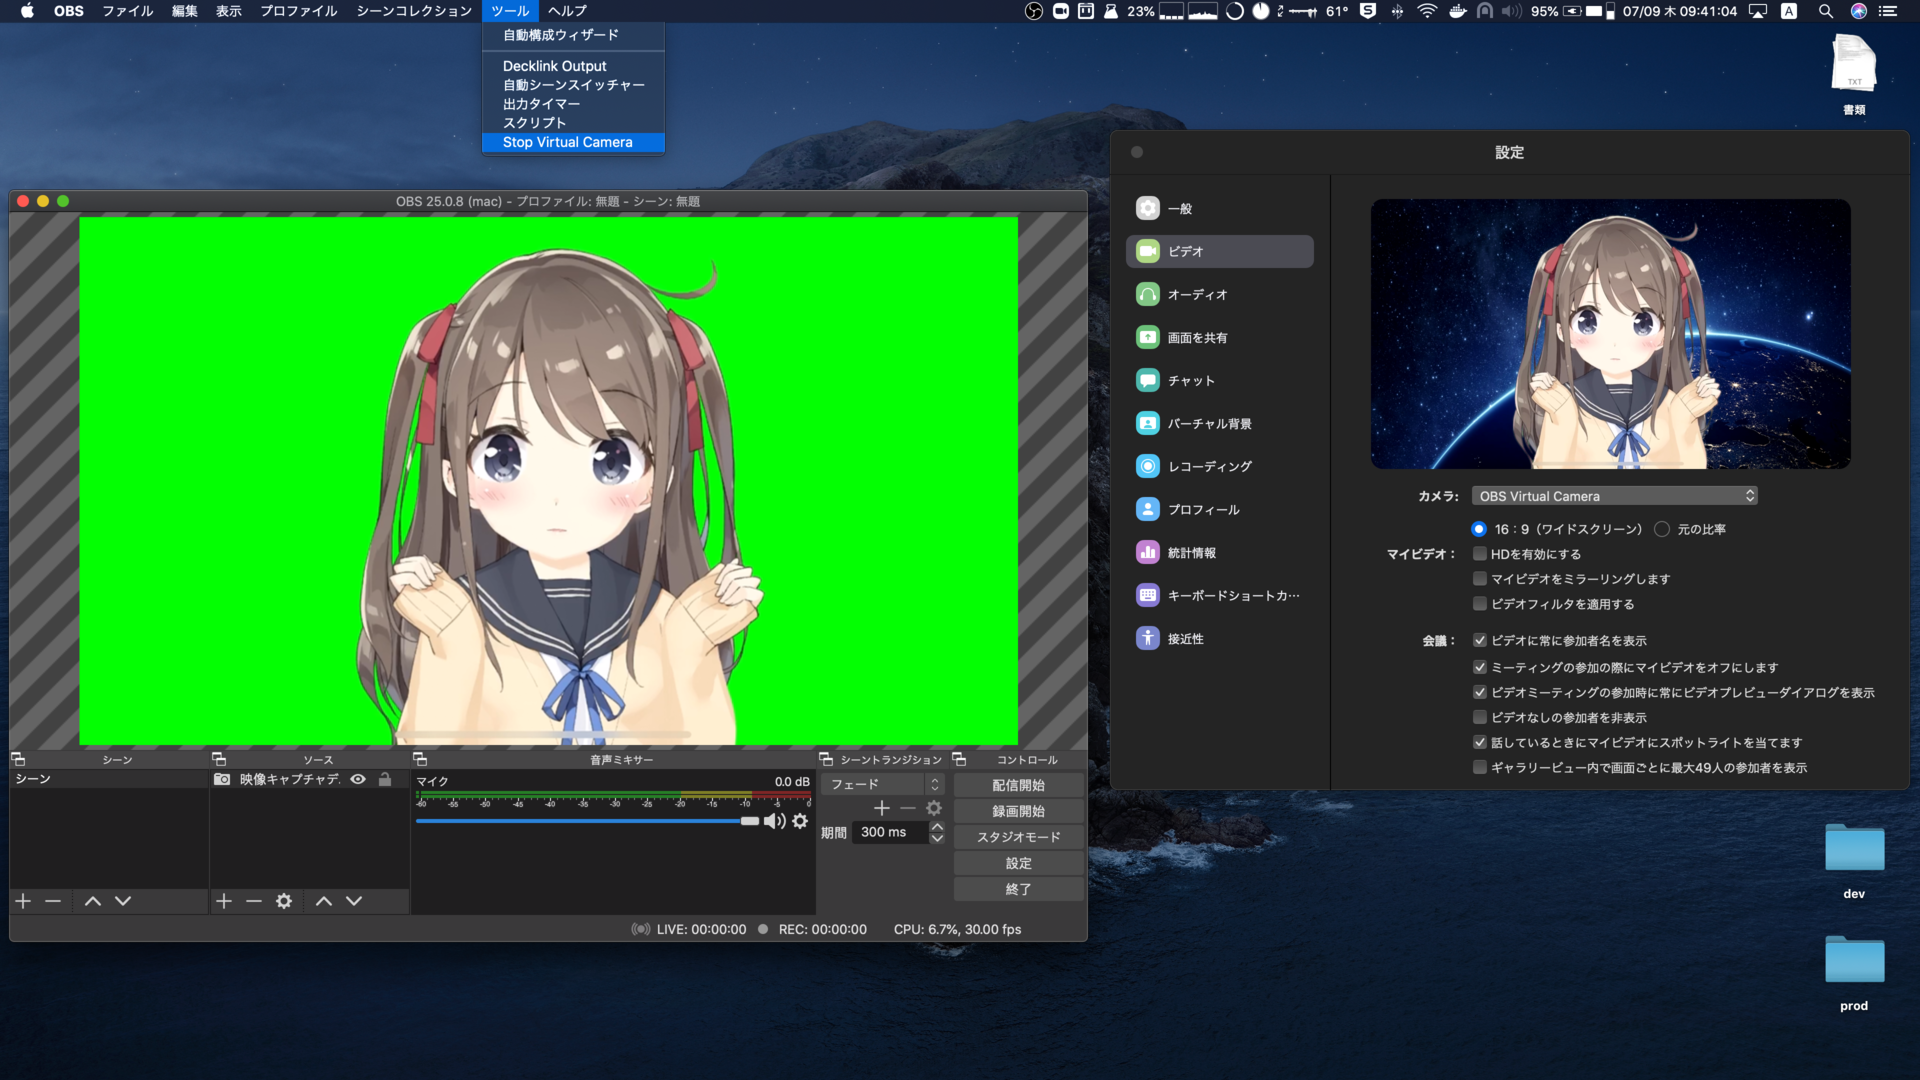 OBS ファイル 編集 表示 プロファイル シーンコレクション ツール ヘルプ
23% 61° 95% 07/09 木 09:41:04 A
自動構成ウィザード
Decklink Output
自動シーンスイッチャー
出力タイマー
スクリプト
Stop Virtual Camera
TXT
書類
OBS 25.0.8 (mac) - プロファイル: 無題 - シーン: 無題
シーン
シーン
ソース
映像キャプチャデ.
音声ミキサー
マイク 0.0 dB
-60 -55 -50 -45 -40 -35 -30 -25 -20 -15 -10 -5 0
シーントランジション
フェード
期間 300 ms
コントロール
配信開始
録画開始
スタジオモード
設定
終了
LIVE: 00:00:00 REC: 00:00:00 CPU: 6.7%, 30.00 fps
設定
一般
ビデオ
オーディオ
画面を共有
チャット
バーチャル背景
レコーディング
プロフィール
統計情報
キーボードショートカ…
接近性
カメラ: OBS Virtual Camera
16：9（ワイドスクリーン） 元の比率
マイビデオ： HDを有効にする
マイビデオをミラーリングします
ビデオフィルタを適用する
会議： ビデオに常に参加者名を表示
ミーティングの参加の際にマイビデオをオフにします
ビデオミーティングの参加時に常にビデオプレビューダイアログを表示
ビデオなしの参加者を非表示
話しているときにマイビデオにスポットライトを当てます
ギャラリービュー内で画面ごとに最大49人の参加者を表示
dev
prod